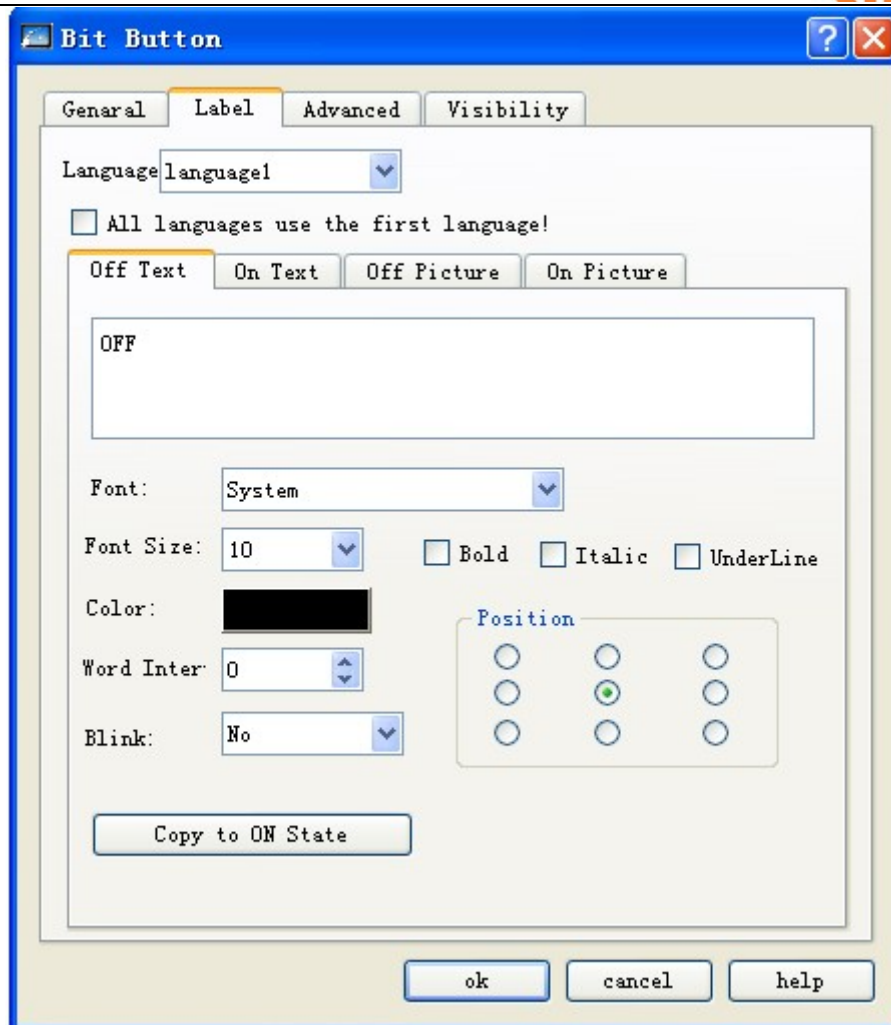 Bit Button
Genaral Label Advanced Visibility
Language language1
All languages use the first language!
Off Text On Text Off Picture On Picture
OFF
Font: System
Font Size: 10 Bold Italic UnderLine
Color:
Position
Word Inter 0
Blink: No
Copy to ON State
ok cancel help